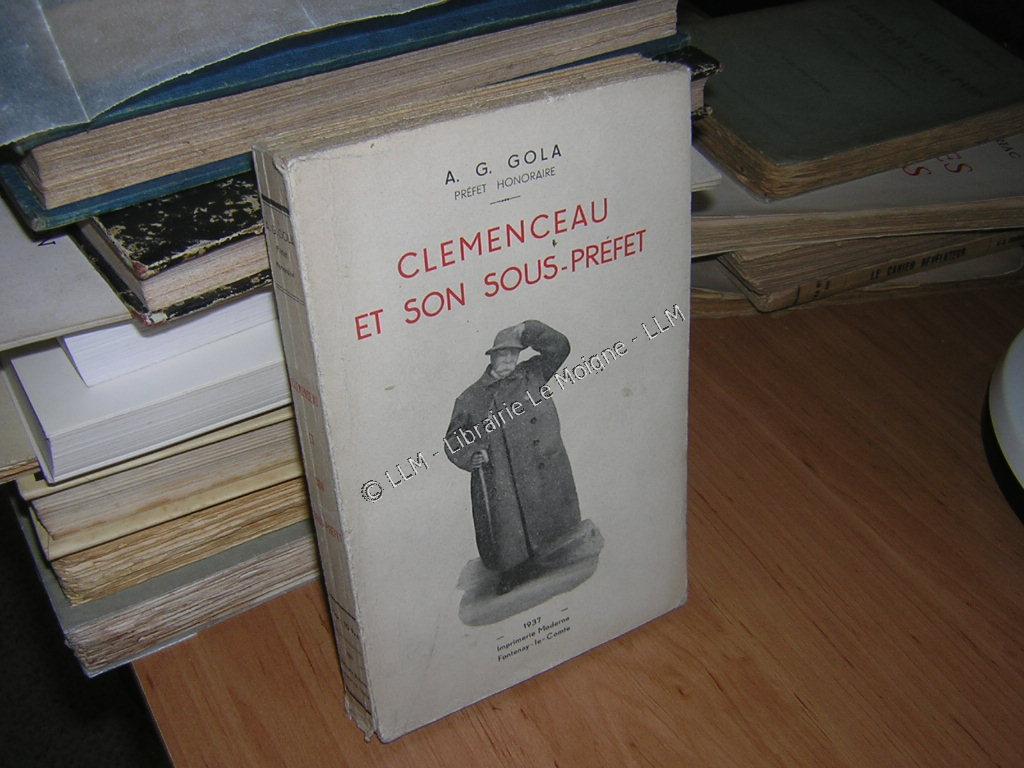 A. G. GOLA
PRÉFET HONORAIRE
CLEMENCEAU
ET SON SOUS-PRÉFET
© LLM - Librairie Le Moigne - LLM
1937
Imprimerie Moderne
Fontenay-le-Comte
LE CAHIER RÉVÉLATEUR